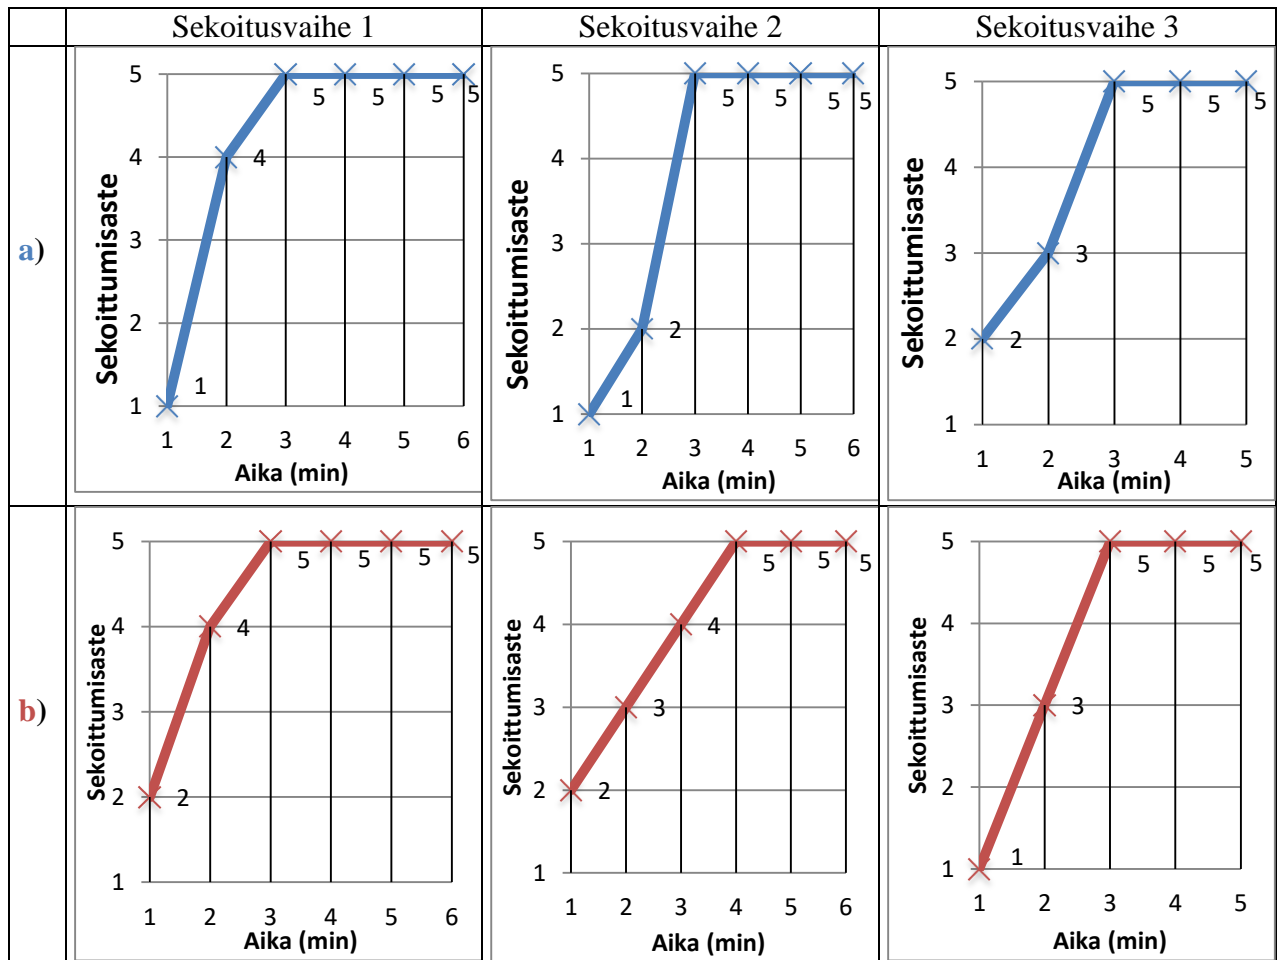 Sekoitusvaihe 1 Sekoitusvaihe 2 Sekoitusvaihe 3
a)
Sekoittumisaste
5
4
3
2
1
1 4 5 5 5 5
1 2 3 4 5 6
Aika (min)
Sekoittumisaste
5
4
3
2
1
1 2 5 5 5 5
1 2 3 4 5 6
Aika (min)
Sekoittumisaste
5
4
3
2
1
2 3 5 5 5
1 2 3 4 5
Aika (min)
b)
Sekoittumisaste
5
4
3
2
1
2 4 5 5 5 5
1 2 3 4 5 6
Aika (min)
Sekoittumisaste
5
4
3
2
1
2 3 4 5 5 5
1 2 3 4 5 6
Aika (min)
Sekoittumisaste
5
4
3
2
1
1 3 5 5 5
1 2 3 4 5
Aika (min)